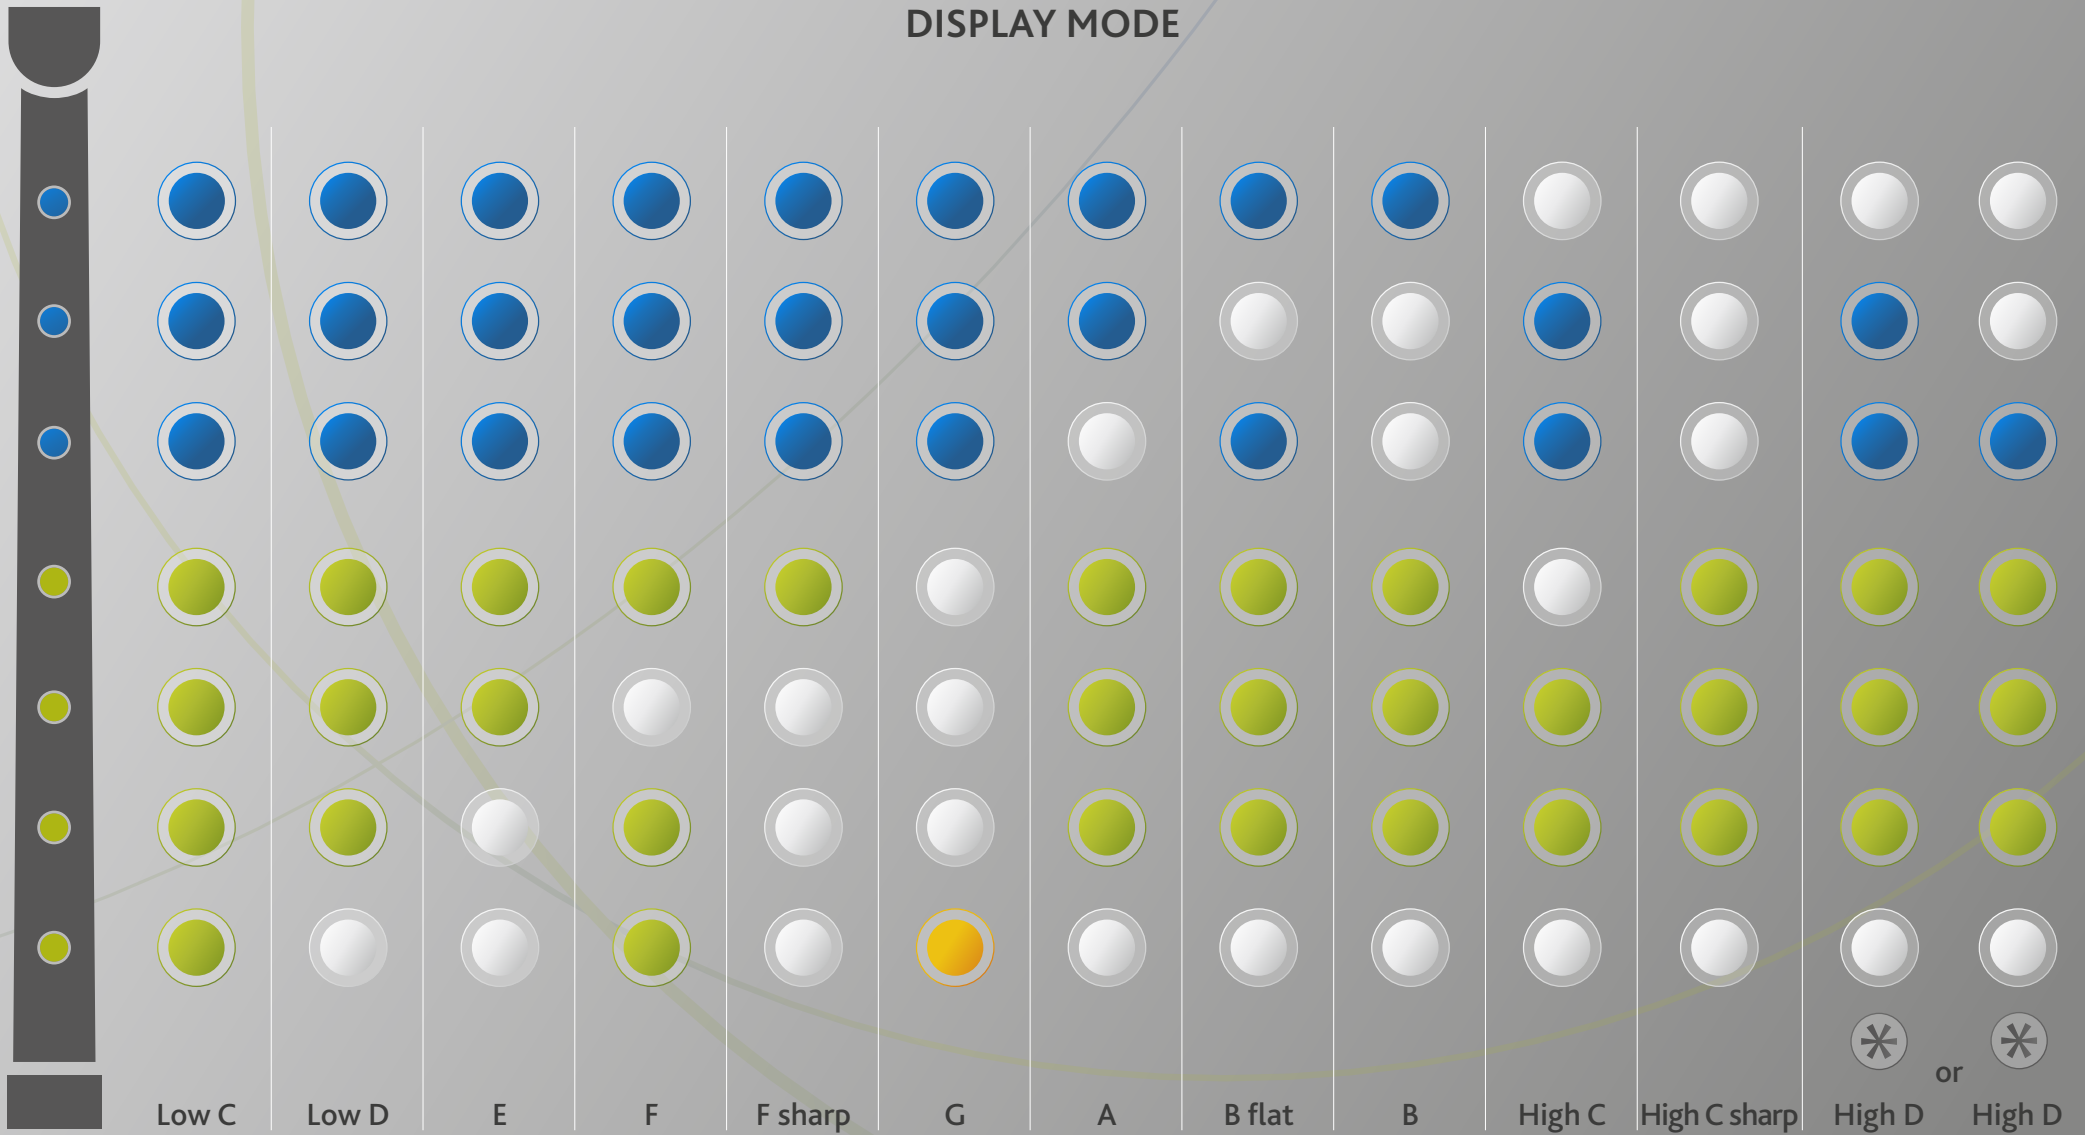 DISPLAY MODE
or
Low C
Low D
E
F
F sharp
G
A
B flat
B
High C
High C sharp
High D
High D